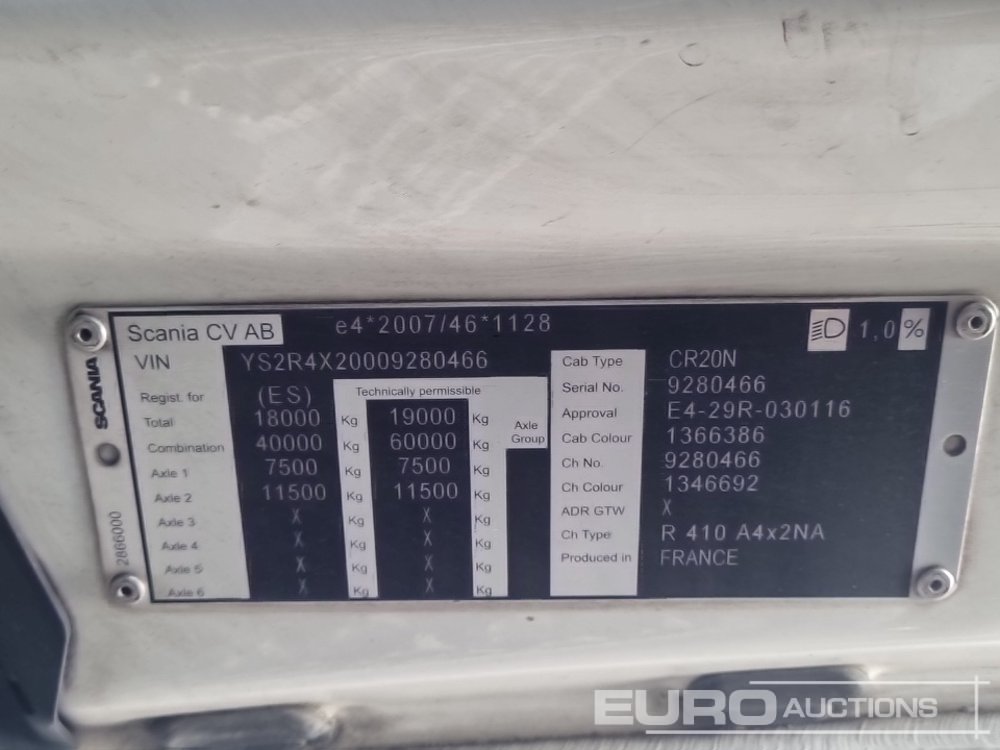 Scania CV AB e4*2007/46*1128 1,0 %
VIN YS2R4X20009280466
Regist. for (ES) Technically permissible
Total 18000 Kg 19000 Kg Axle Group
Combination 40000 Kg 60000 Kg
Axle 1 7500 Kg 7500 Kg
Axle 2 11500 Kg 11500 Kg
Axle 3 X Kg X Kg
Axle 4 X Kg X Kg
Axle 5 X Kg X Kg
Axle 6 X Kg X Kg
Cab Type CR20N
Serial No. 9280466
Approval E4-29R-030116
Cab Colour 1366386
Ch No. 9280466
Ch Colour 1346692
ADR GTW X
Ch Type R 410 A4x2NA
Produced in FRANCE
SCANIA
2866000
EURO AUCTIONS